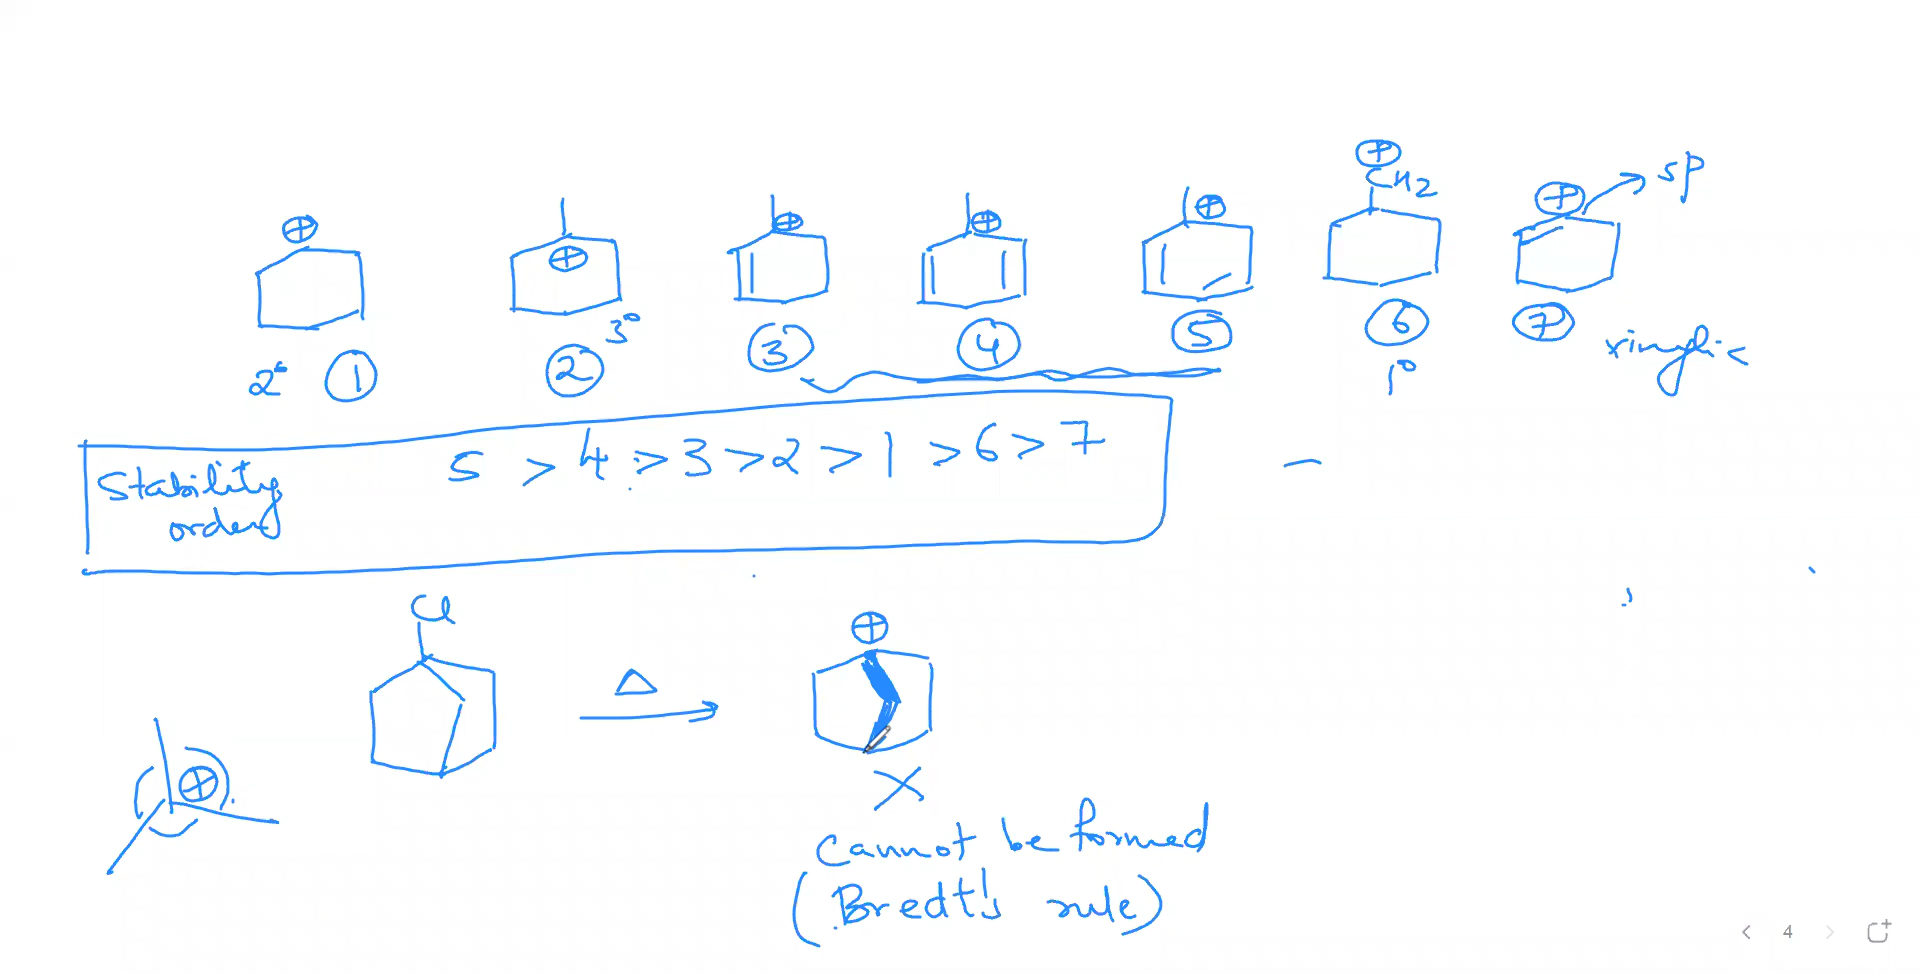 ⊕ CH2
⊕ ⊕ ⊕ ⊕ ⊕ ⊕ → sp
2° ① ② 3° ③ ④ ⑤ ⑥ 1° ⑦
5 > 4 > 3 > 2 > 1 > 6 > 7
Stability
order
Cl
Δ
⊕
⊕
X
Cannot be formed
(Bredt's rule)
4